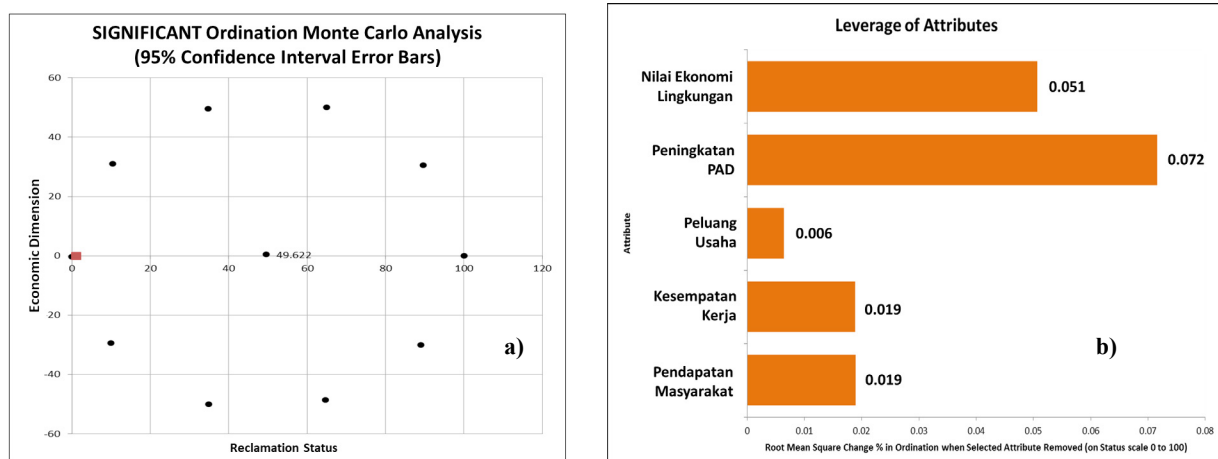 SIGNIFICANT Ordination Monte Carlo Analysis
(95% Confidence Interval Error Bars)
Economic Dimension
60
40
20
0
-20
-40
-60
0
20
40
60
80
100
120
49.622
Reclamation Status
a)
Leverage of Attributes
Attribute
Nilai Ekonomi
Lingkungan
0.051
Peningkatan
PAD
0.072
Peluang
Usaha
0.006
Kesempatan
Kerja
0.019
Pendapatan
Masyarakat
0.019
b)
0
0.01
0.02
0.03
0.04
0.05
0.06
0.07
0.08
Root Mean Square Change % in Ordination when Selected Attribute Removed (on Status scale 0 to 100)